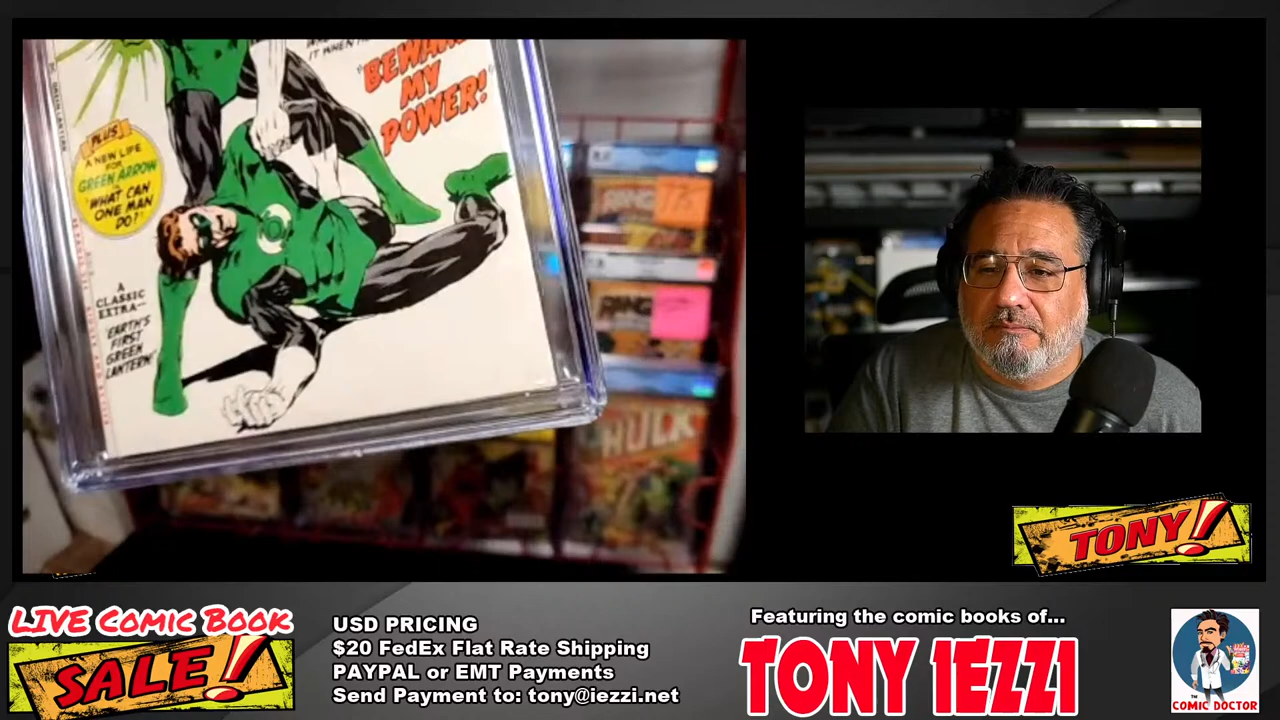 IT WHEN
"BEWARE
MY
POWER!"
PLUS
A NEW LIFE
FOR
GREEN ARROW
"WHAT CAN
ONE MAN
DO?"
A
CLASSIC
EXTRA—
"EARTH'S
FIRST
GREEN
LANTERN"
HULK
TONY!
LIVE COMIC BOOK
SALE!
USD PRICING
$20 FedEx Flat Rate Shipping
PAYPAL or EMT Payments
Send Payment to: tony@iezzi.net
Featuring the comic books of...
TONY IEZZI
THE
COMIC DOCTOR